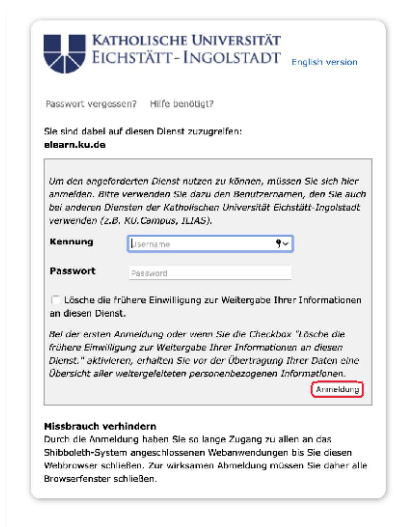 KATHOLISCHE UNIVERSITÄT
EICHSTÄTT-INGOLSTADT
English version
Passwort vergessen? Hilfe benötigt?
Sie sind dabei auf diesen Dienst zuzugreifen:
elearn.ku.de
Um den angeforderten Dienst nutzen zu können, müssen Sie sich hier
anmelden. Bitte verwenden Sie dazu den Benutzernamen, den Sie auch
bei anderen Diensten der Katholischen Universität Eichstätt-Ingolstadt
verwenden (z.B. KU.Campus, ILIAS).
Kennung Username
Passwort Password
Lösche die frühere Einwilligung zur Weitergabe Ihrer Informationen
an diesen Dienst.
Bei der ersten Anmeldung oder wenn Sie die Checkbox "Lösche die
frühere Einwilligung zur Weitergabe Ihrer Informationen an diesen
Dienst." aktivieren, erhalten Sie vor der Übertragung Ihrer Daten eine
Übersicht aller weitergeleiteten personenbezogenen Informationen.
Anmeldung
Missbrauch verhindern
Durch die Anmeldung haben Sie so lange Zugang zu allen an das
Shibboleth-System angeschlossenen Webanwendungen bis Sie diesen
Webbrowser schließen. Zur wirksamen Abmeldung müssen Sie daher alle
Browserfenster schließen.